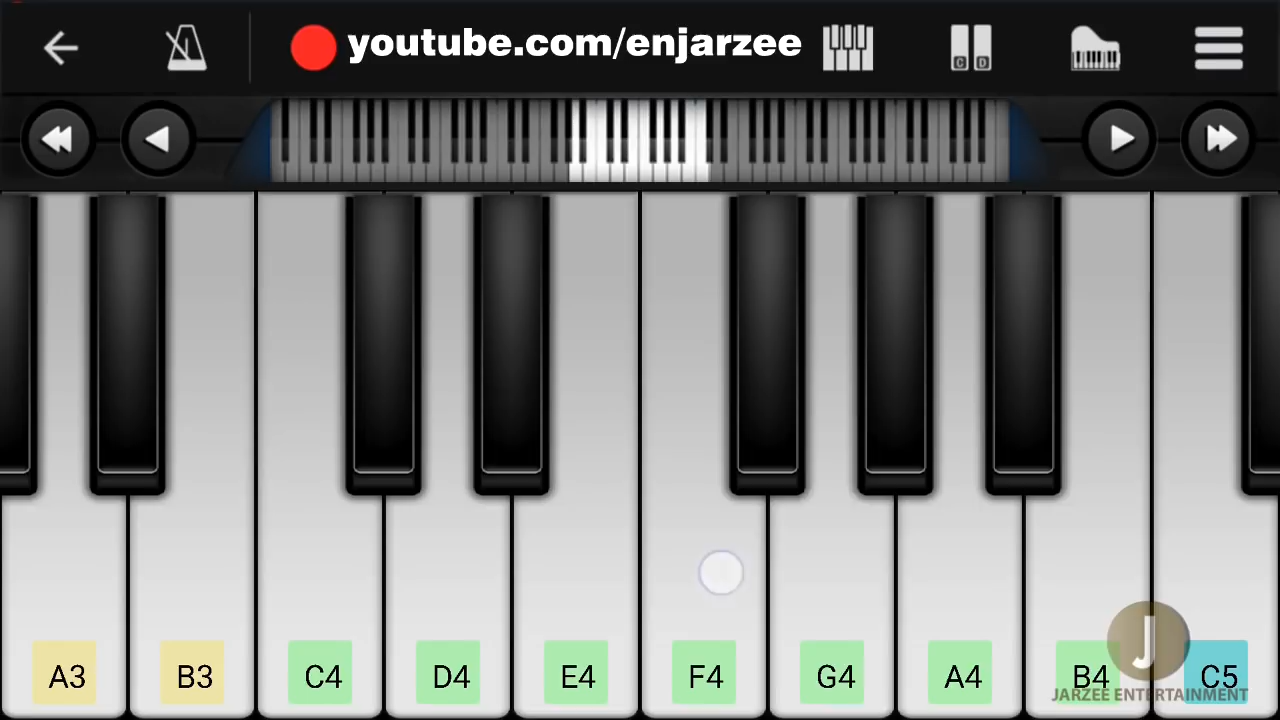 youtube.com/enjarzee
C D
A3 B3 C4 D4 E4 F4 G4 A4 B4 C5
J
JARZEE ENTERTAINMENT